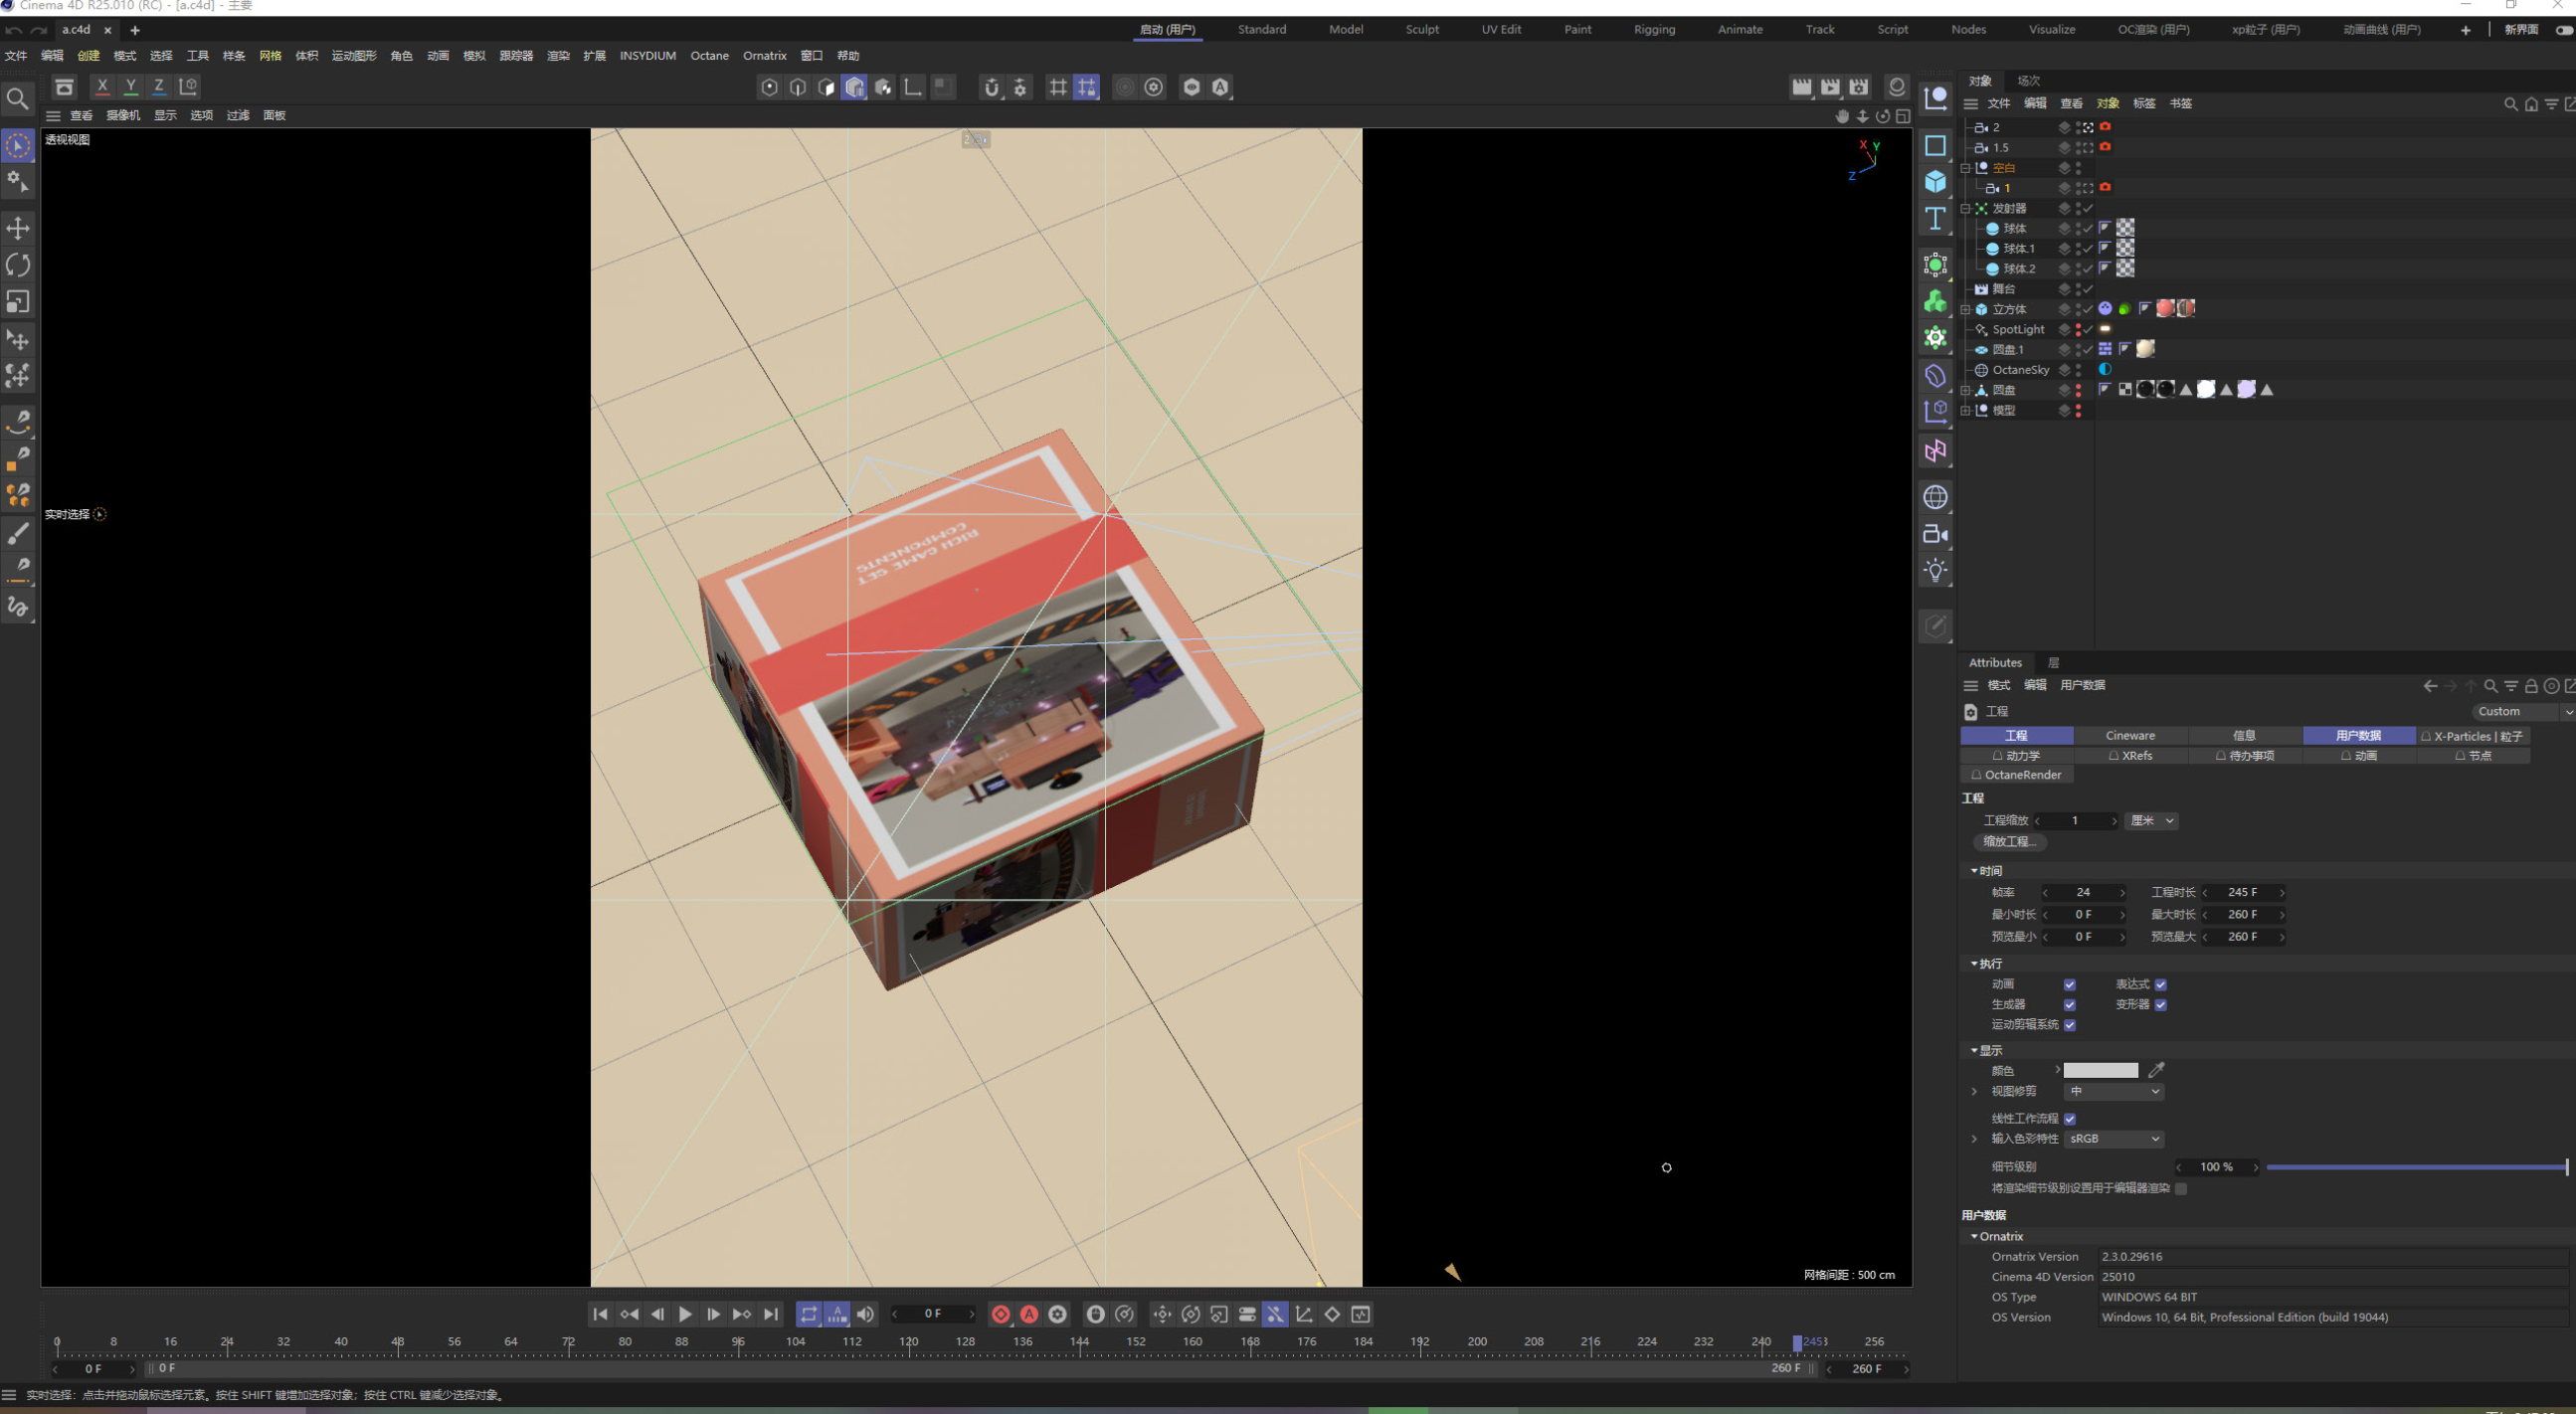 Cinema 4D R25.010 (RC) - [a.c4d] - 主要
a.c4d × +
启动 (用户) Standard Model Sculpt UV Edit Paint Rigging Animate Track Script Nodes Visualize OC渲染 (用户) xp粒子 (用户) 动画曲线 (用户) + 新界面
文件 编辑 创建 模式 选择 工具 样条 网格 体积 运动图形 角色 动画 模拟 跟踪器 渲染 扩展 INSYDIUM Octane Ornatrix 窗口 帮助
X Y Z
查看 摄像机 显示 选项 过滤 面板
透视视图
X Y
Z
实时选择
RICH GAME SET
COMPONENTS
网格间距 : 500 cm
对象 场次
文件 编辑 查看 对象 标签 书签
2
1.5
空白
1
发射器
球体
球体.1
球体.2
舞台
立方体
SpotLight
圆盘.1
OctaneSky
圆盘
模型
Attributes 层
模式 编辑 用户数据
工程 Custom
工程 Cineware 信息 用户数据 X-Particles | 粒子
动力学 XRefs 待办事项 动画 节点
OctaneRender
工程
工程缩放 1 厘米
缩放工程...
时间
帧率 24 工程时长 245 F
最小时长 0 F 最大时长 260 F
预览最小 0 F 预览最大 260 F
执行
动画 表达式
生成器 变形器
运动剪辑系统
显示
颜色
视图修剪 中
线性工作流程
输入色彩特性 sRGB
细节级别 100 %
将渲染细节级别设置用于编辑器渲染
用户数据
Ornatrix
Ornatrix Version 2.3.0.29616
Cinema 4D Version 25010
OS Type WINDOWS 64 BIT
OS Version Windows 10, 64 Bit, Professional Edition (build 19044)
0 F
0 8 16 24 32 40 48 56 64 72 80 88 96 104 112 120 128 136 144 152 160 168 176 184 192 200 208 216 224 232 240 245 256
0 F 0 F 260 F 260 F
实时选择：点击并拖动鼠标选择元素。按住 SHIFT 键增加选择对象；按住 CTRL 键减少选择对象。